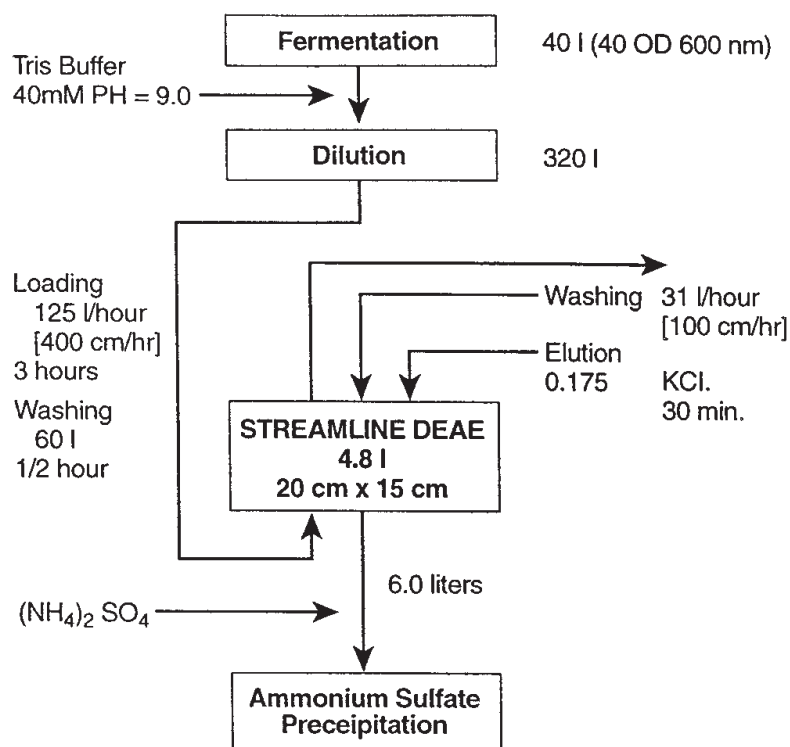 Fermentation
40 l (40 OD 600 nm)
Tris Buffer
40mM PH = 9.0
Dilution
320 l
Loading
125 l/hour
[400 cm/hr]
3 hours
Washing
60 l
1/2 hour
Washing 31 l/hour
[100 cm/hr]
Elution
0.175 KCl.
30 min.
STREAMLINE DEAE
4.8 l
20 cm x 15 cm
6.0 liters
(NH₄)₂ SO₄
Ammonium Sulfate
Preceipitation